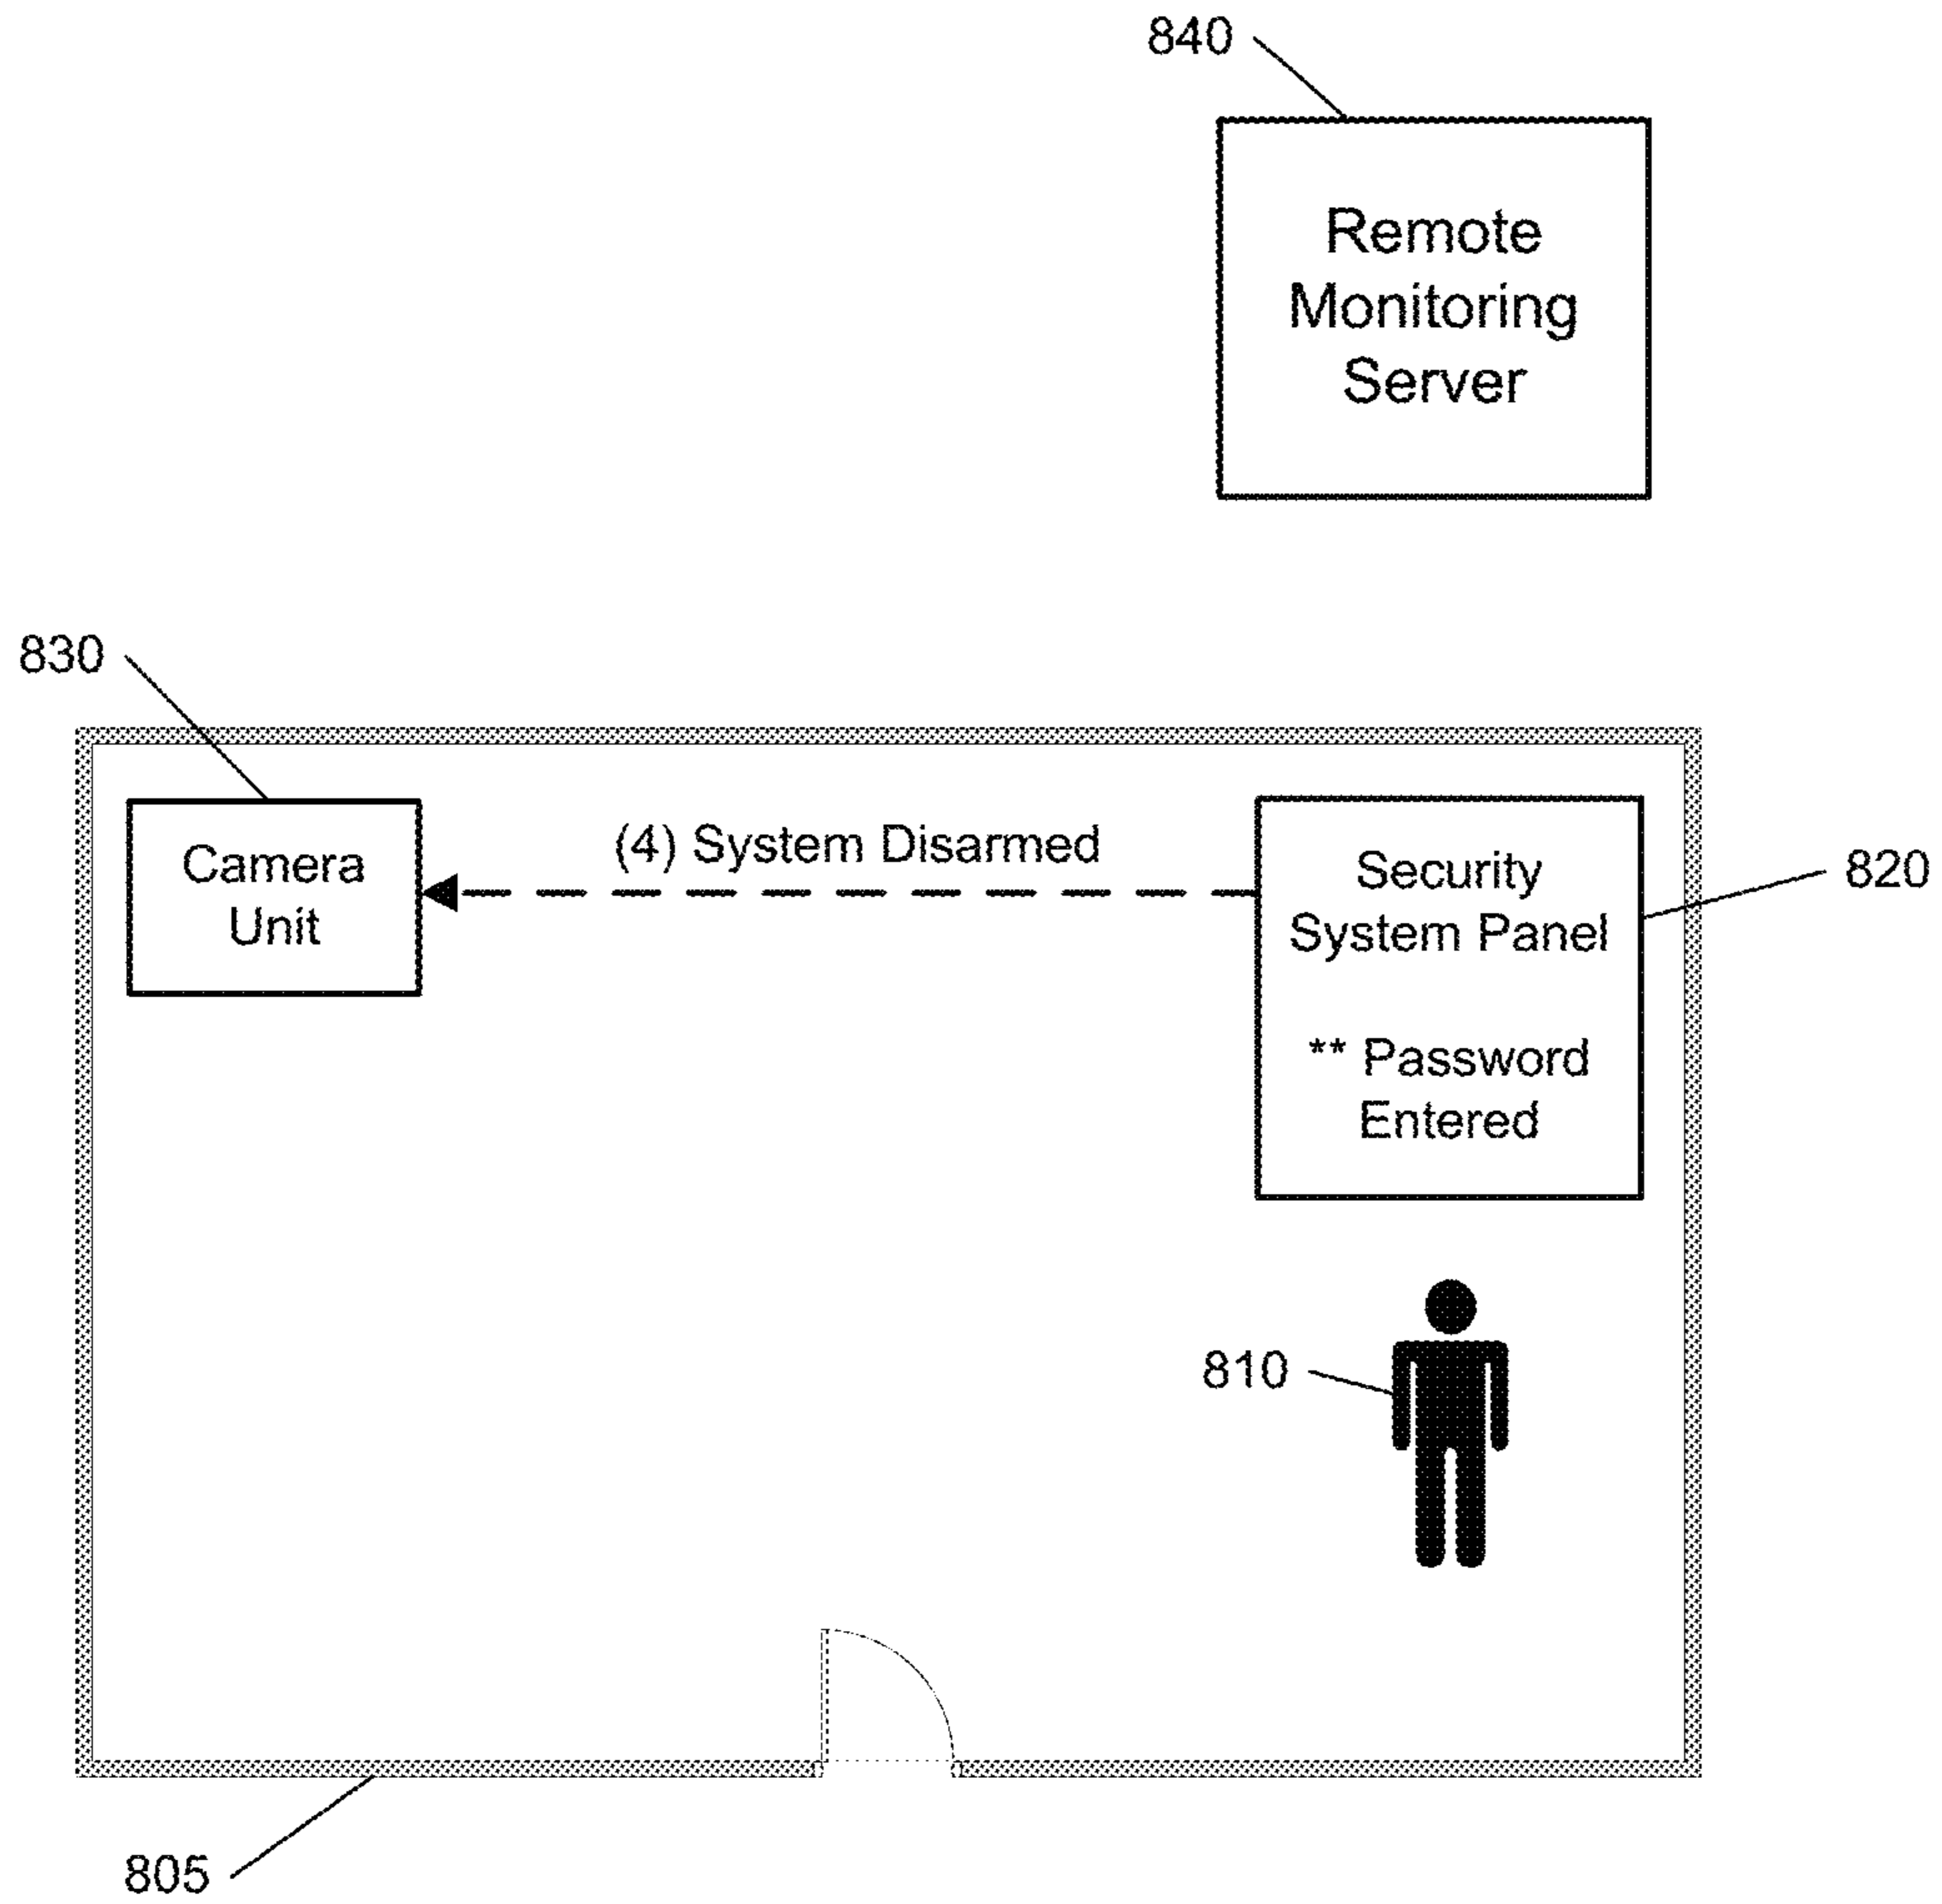 840
Remote
Monitoring
Server
830
Camera
Unit
(4) System Disarmed
Security
System Panel
** Password
Entered
820
810
805